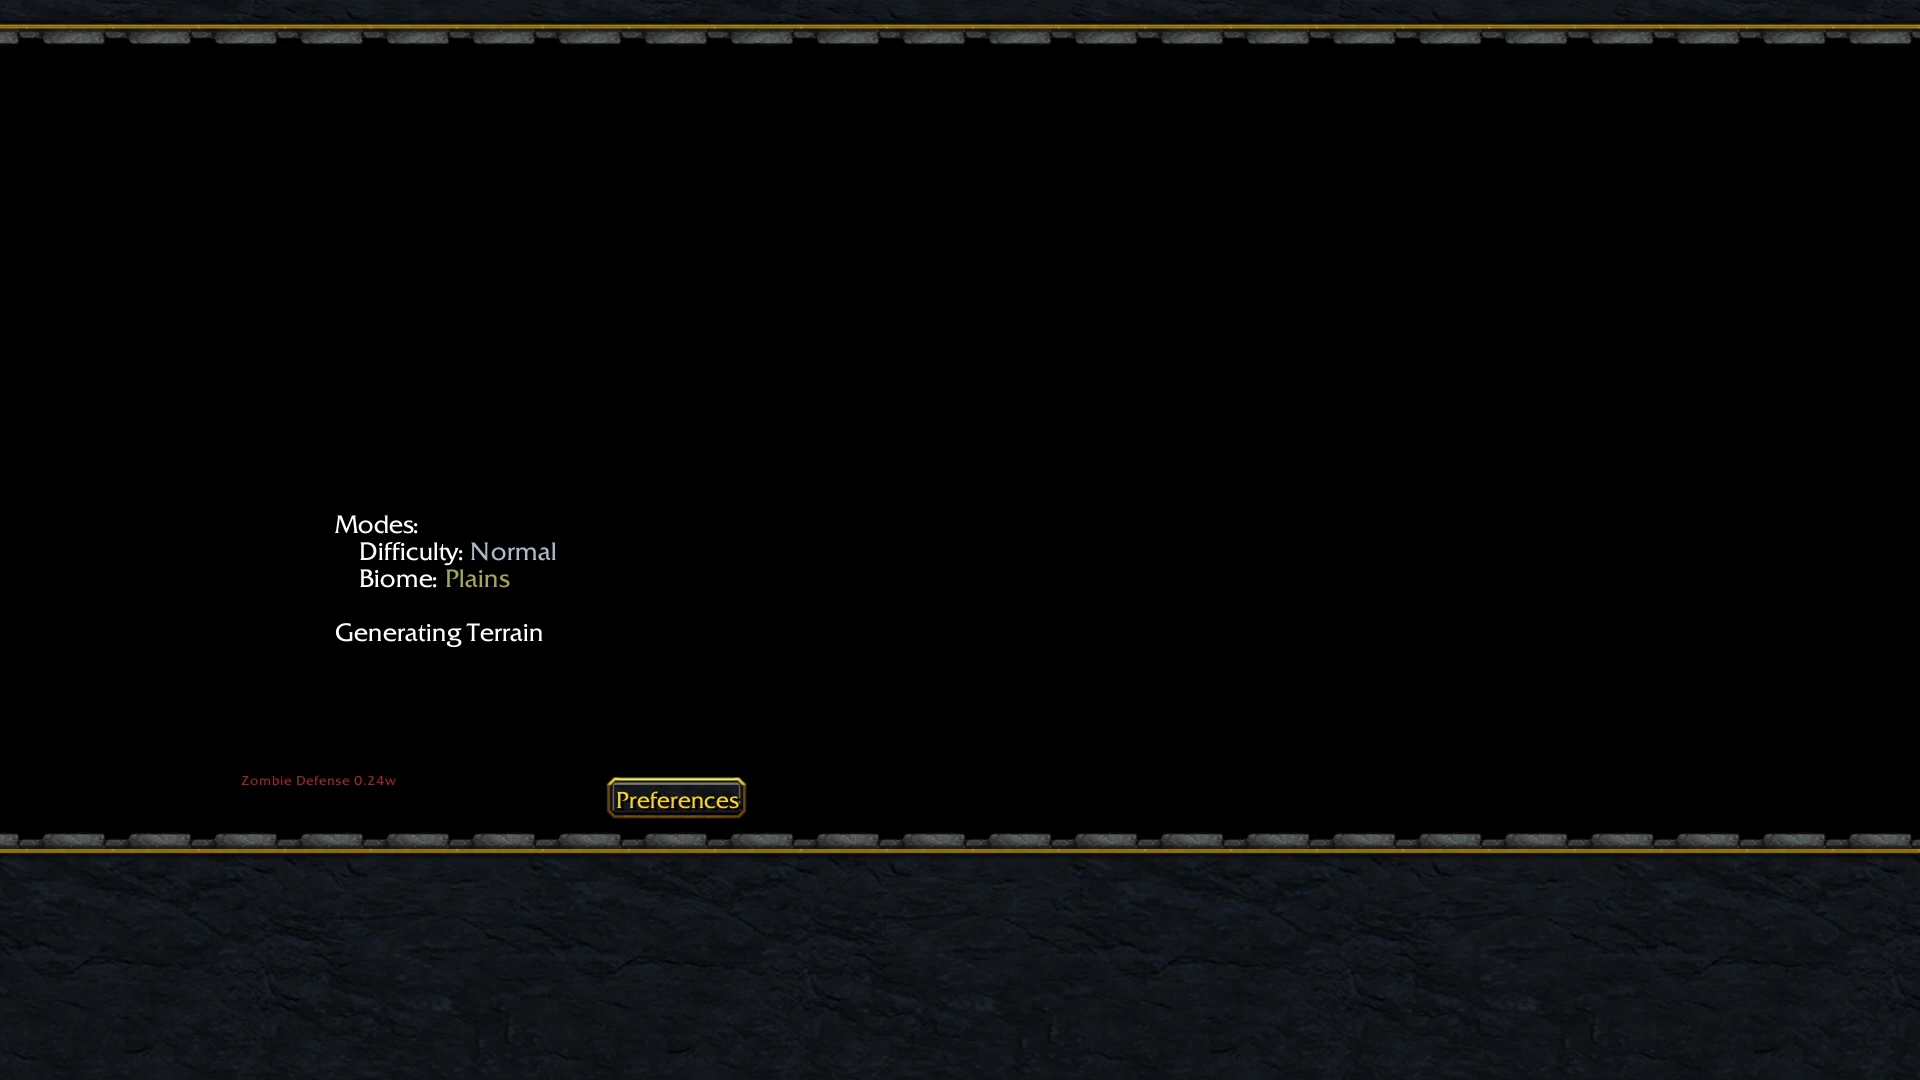 Modes:
Difficulty: Normal
Biome: Plains
Generating Terrain
Zombie Defense 0.24w
Preferences